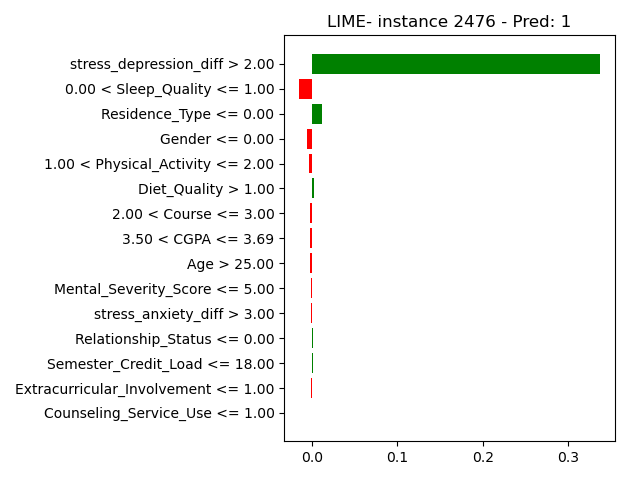 LIME- instance 2476 - Pred: 1
stress_depression_diff > 2.00
0.00 < Sleep_Quality <= 1.00
Residence_Type <= 0.00
Gender <= 0.00
1.00 < Physical_Activity <= 2.00
Diet_Quality > 1.00
2.00 < Course <= 3.00
3.50 < CGPA <= 3.69
Age > 25.00
Mental_Severity_Score <= 5.00
stress_anxiety_diff > 3.00
Relationship_Status <= 0.00
Semester_Credit_Load <= 18.00
Extracurricular_Involvement <= 1.00
Counseling_Service_Use <= 1.00
0.0 0.1 0.2 0.3